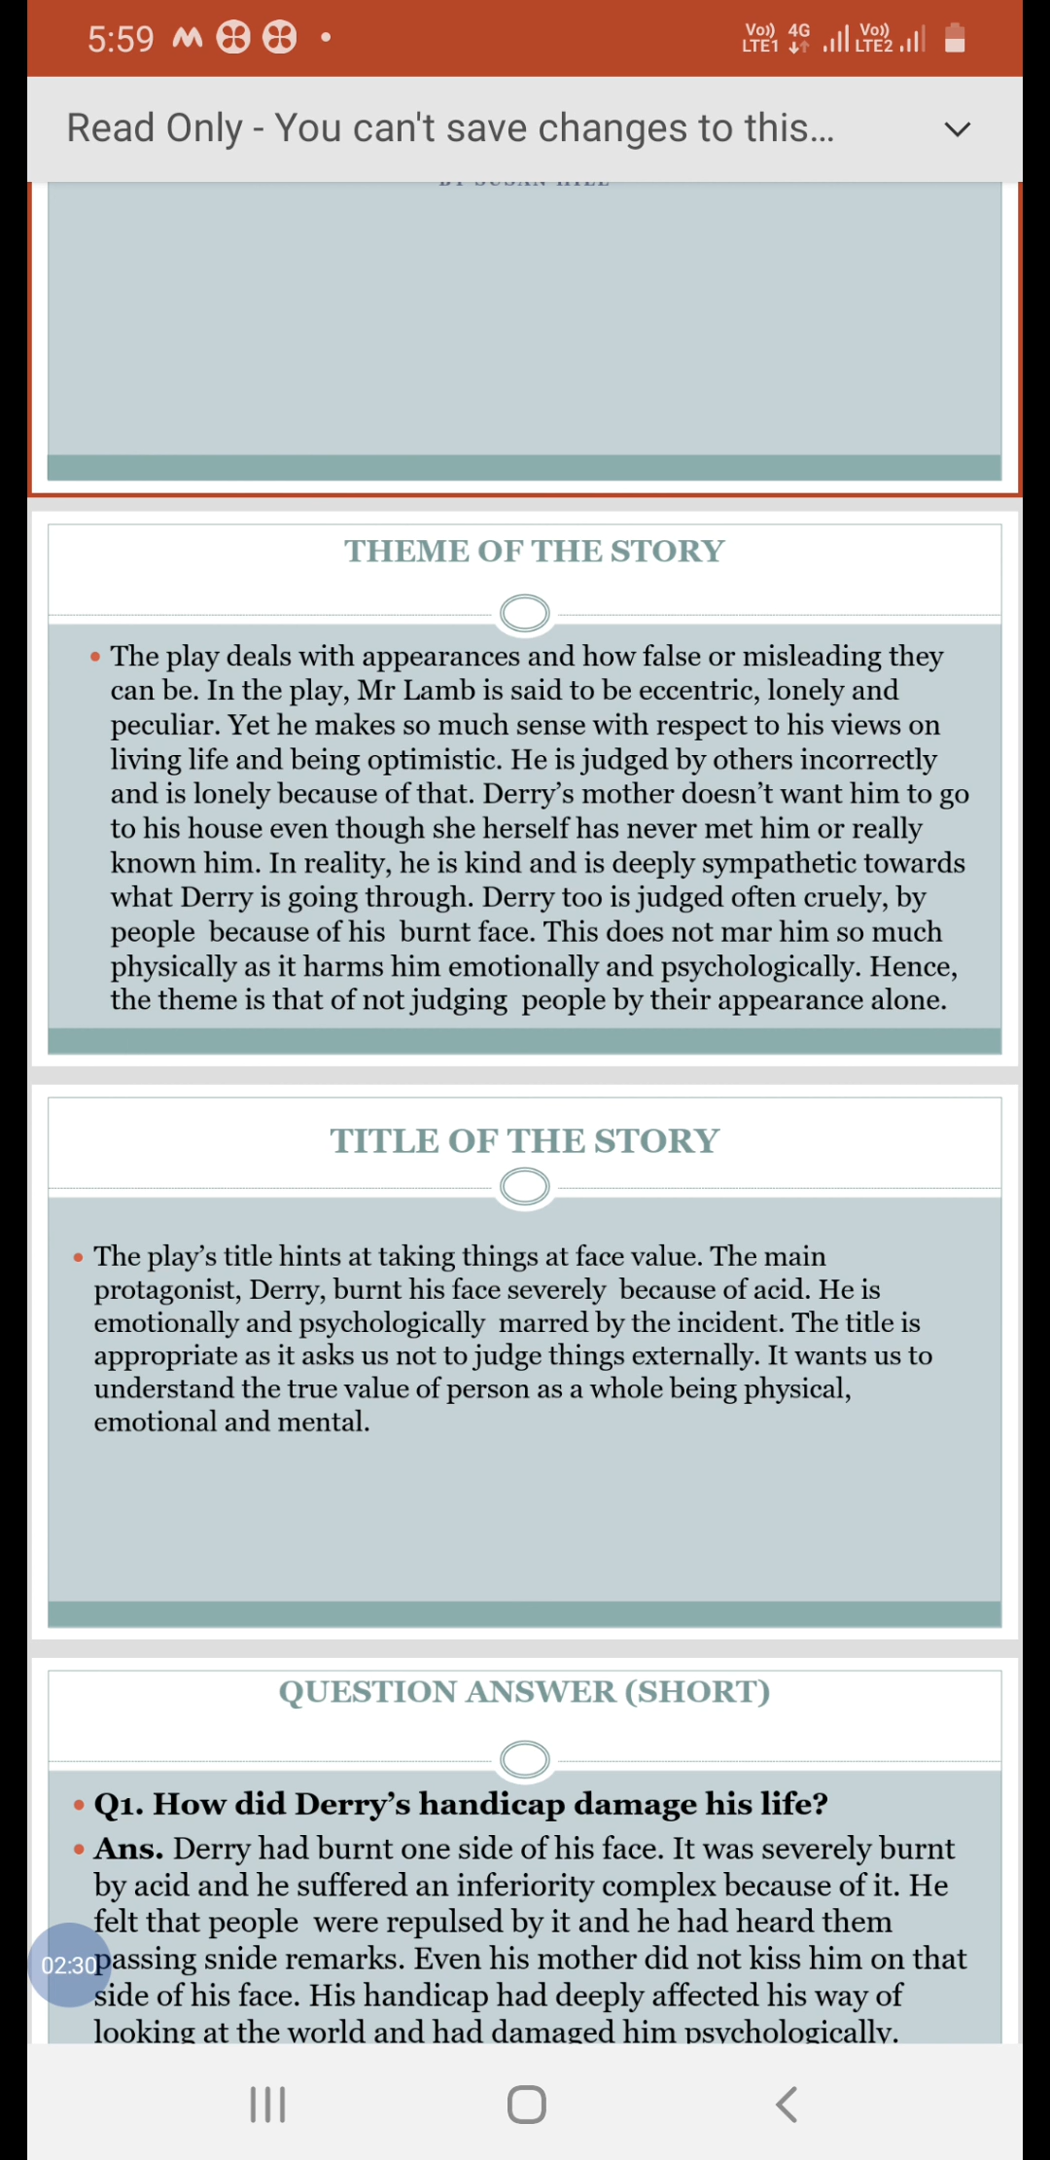 5:59
Vo)) 4G Vo))
LTE1 LTE2
Read Only - You can't save changes to this...
BY SUSAN HILL
THEME OF THE STORY
• The play deals with appearances and how false or misleading they
can be. In the play, Mr Lamb is said to be eccentric, lonely and
peculiar. Yet he makes so much sense with respect to his views on
living life and being optimistic. He is judged by others incorrectly
and is lonely because of that. Derry’s mother doesn’t want him to go
to his house even though she herself has never met him or really
known him. In reality, he is kind and is deeply sympathetic towards
what Derry is going through. Derry too is judged often cruely, by
people because of his burnt face. This does not mar him so much
physically as it harms him emotionally and psychologically. Hence,
the theme is that of not judging people by their appearance alone.
TITLE OF THE STORY
• The play’s title hints at taking things at face value. The main
protagonist, Derry, burnt his face severely because of acid. He is
emotionally and psychologically marred by the incident. The title is
appropriate as it asks us not to judge things externally. It wants us to
understand the true value of person as a whole being physical,
emotional and mental.
QUESTION ANSWER (SHORT)
• Q1. How did Derry’s handicap damage his life?
• Ans. Derry had burnt one side of his face. It was severely burnt
by acid and he suffered an inferiority complex because of it. He
felt that people were repulsed by it and he had heard them
02:30
passing snide remarks. Even his mother did not kiss him on that
side of his face. His handicap had deeply affected his way of
looking at the world and had damaged him psychologically.